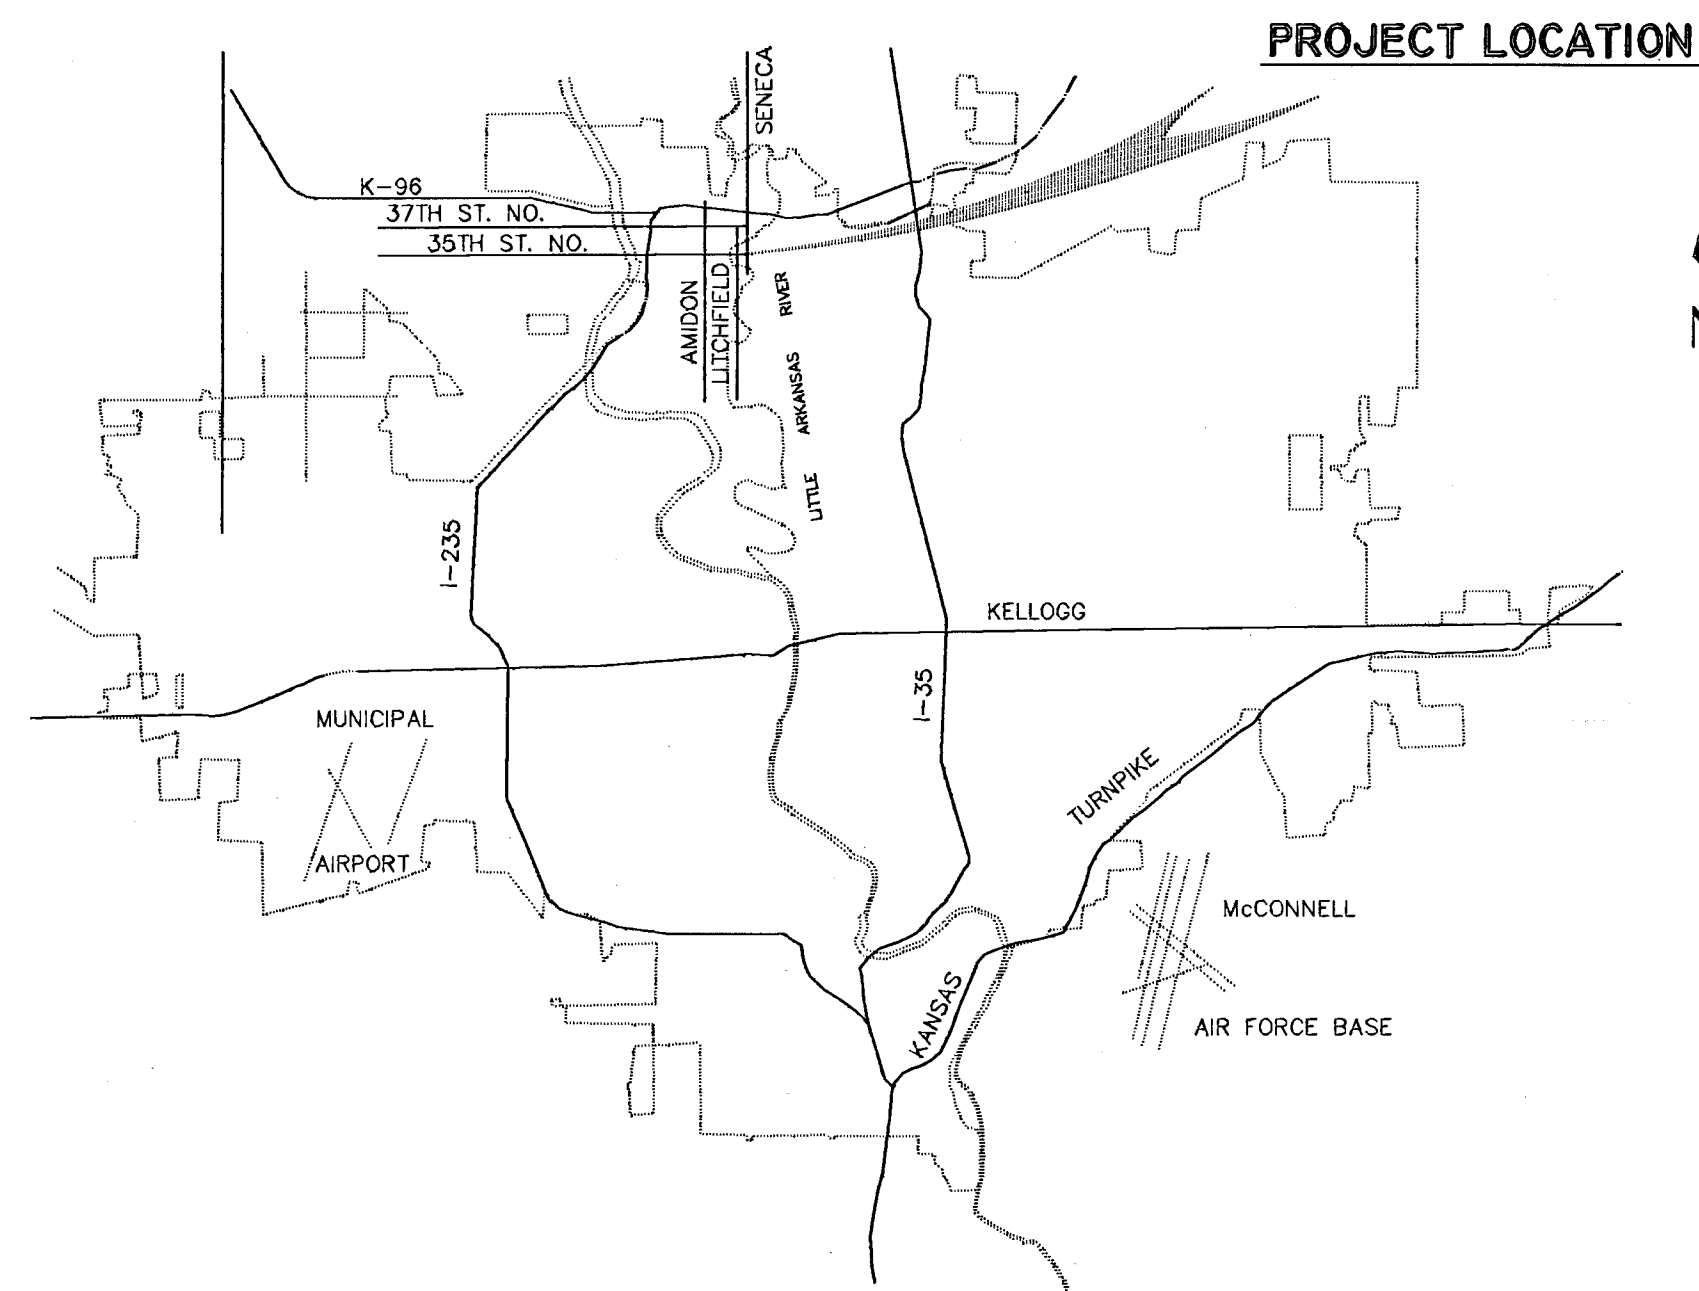 PROJECT LOCATION
SENECA
K-96
37TH ST. NO.
35TH ST. NO.
AMIDON
LITCHFIELD
LITTLE ARKANSAS RIVER
I-235
KELLOGG
I-35
MUNICIPAL
AIRPORT
KANSAS TURNPIKE
McCONNELL
AIR FORCE BASE